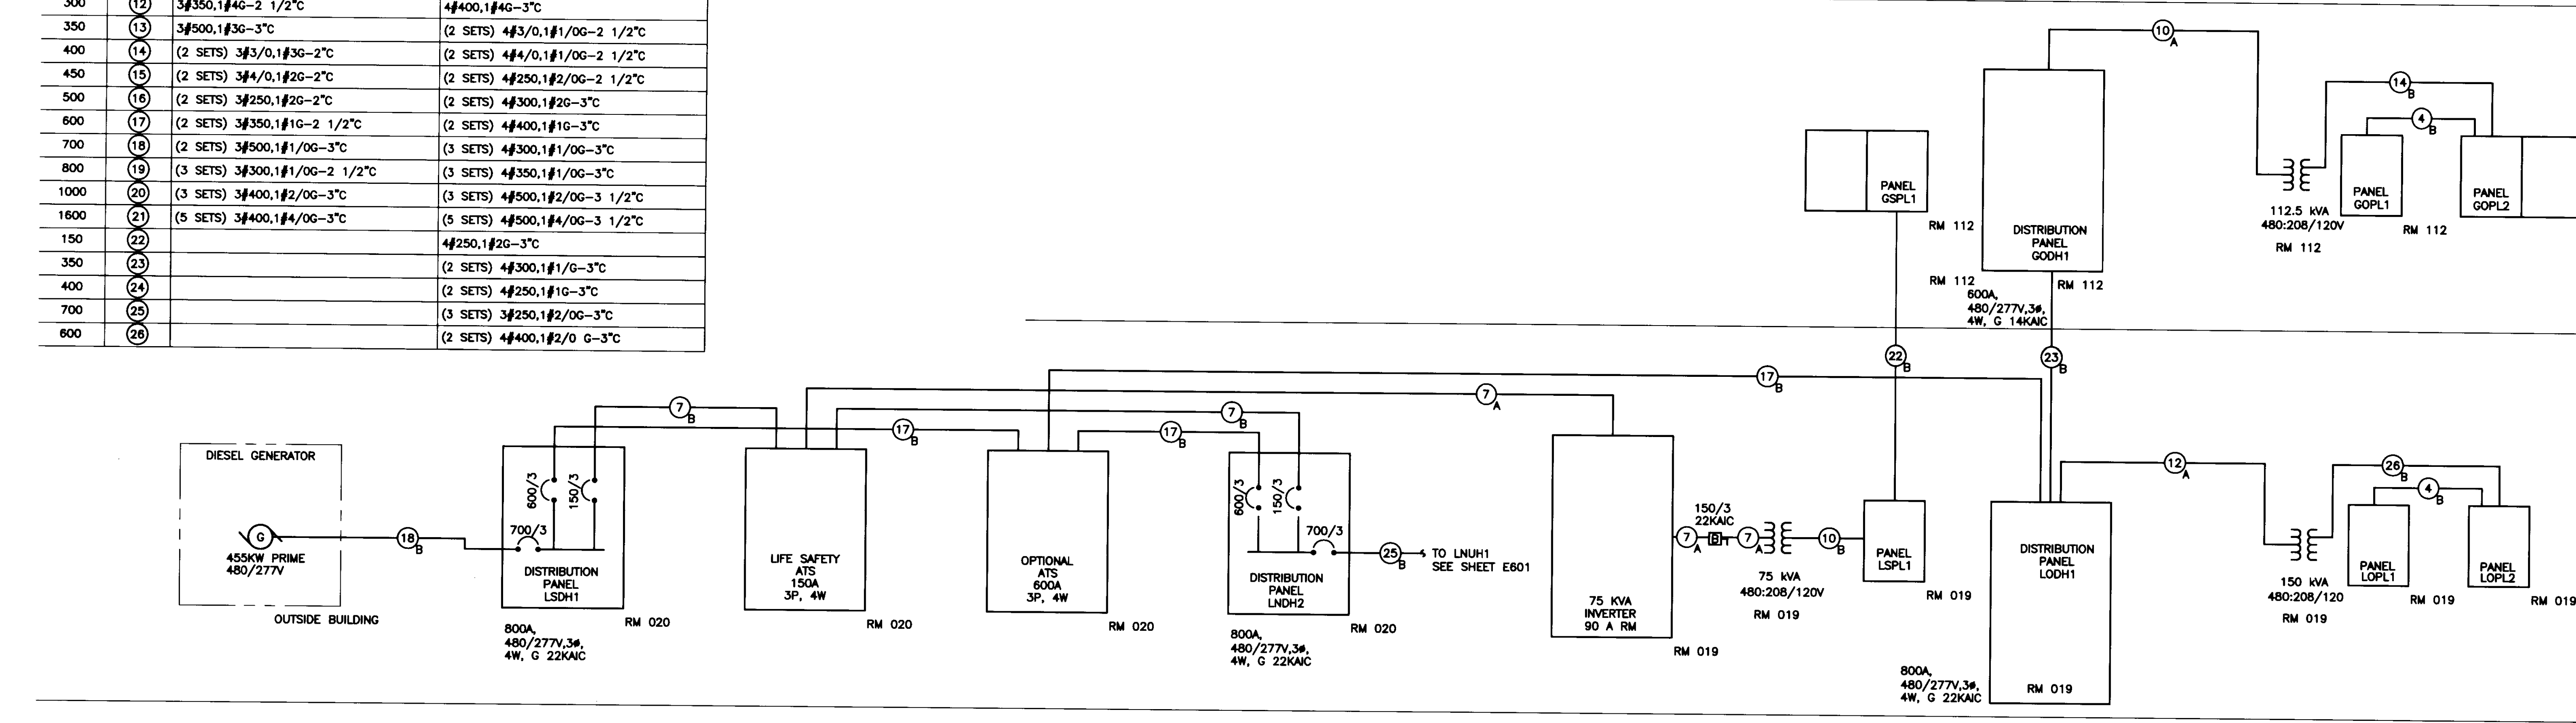 300 12 3#350,1#4G-2 1/2"C 4#400,1#4G-3"C
350 13 3#500,1#3G-3"C (2 SETS) 4#3/0,1#1/0G-2 1/2"C
400 14 (2 SETS) 3#3/0,1#3G-2"C (2 SETS) 4#4/0,1#1/0G-2 1/2"C
450 15 (2 SETS) 3#4/0,1#2G-2"C (2 SETS) 4#250,1#2/0G-2 1/2"C
500 16 (2 SETS) 3#250,1#2G-2"C (2 SETS) 4#300,1#2G-3"C
600 17 (2 SETS) 3#350,1#1G-2 1/2"C (2 SETS) 4#400,1#1G-3"C
700 18 (2 SETS) 3#500,1#1/0G-3"C (3 SETS) 4#300,1#1/0G-3"C
800 19 (3 SETS) 3#300,1#1/0G-2 1/2"C (3 SETS) 4#350,1#1/0G-3"C
1000 20 (3 SETS) 3#400,1#2/0G-3"C (3 SETS) 4#500,1#2/0G-3 1/2"C
1600 21 (5 SETS) 3#400,1#4/0G-3"C (5 SETS) 4#500,1#4/0G-3 1/2"C
150 22 4#250,1#2G-3"C
350 23 (2 SETS) 4#300,1#1/G-3"C
400 24 (2 SETS) 4#250,1#1G-3"C
700 25 (3 SETS) 3#250,1#2/0G-3"C
600 26 (2 SETS) 4#400,1#2/0 G-3"C
10
A
14
B
4
B
PANEL
GSPL1
RM 112
DISTRIBUTION
PANEL
GODH1
RM 112
RM 112
600A,
480/277V,3ø,
4W, G 14KAIC
112.5 kVA
480:208/120V
RM 112
PANEL
GOPL1
RM 112
PANEL
GOPL2
22
B
23
B
17
B
7
A
7
B
7
B
17
B
17
B
DIESEL GENERATOR
G
455KW PRIME
480/277V
OUTSIDE BUILDING
18
B
600/3
150/3
700/3
DISTRIBUTION
PANEL
LSDH1
RM 020
800A,
480/277V,3ø,
4W, G 22KAIC
LIFE SAFETY
ATS
150A
3P, 4W
RM 020
OPTIONAL
ATS
600A
3P, 4W
RM 020
600/3
150/3
700/3
DISTRIBUTION
PANEL
LNDH2
RM 020
800A,
480/277V,3ø,
4W, G 22KAIC
25
B
TO LNUH1
SEE SHEET E601
75 KVA
INVERTER
90 A RM
RM 019
150/3
22KAIC
7
A
B
7
A
10
B
75 kVA
480:208/120V
RM 019
PANEL
LSPL1
RM 019
DISTRIBUTION
PANEL
LODH1
RM 019
800A,
480/277V,3ø,
4W, G 22KAIC
12
A
26
B
4
B
150 kVA
480:208/120
RM 019
PANEL
LOPL1
RM 019
PANEL
LOPL2
RM 019